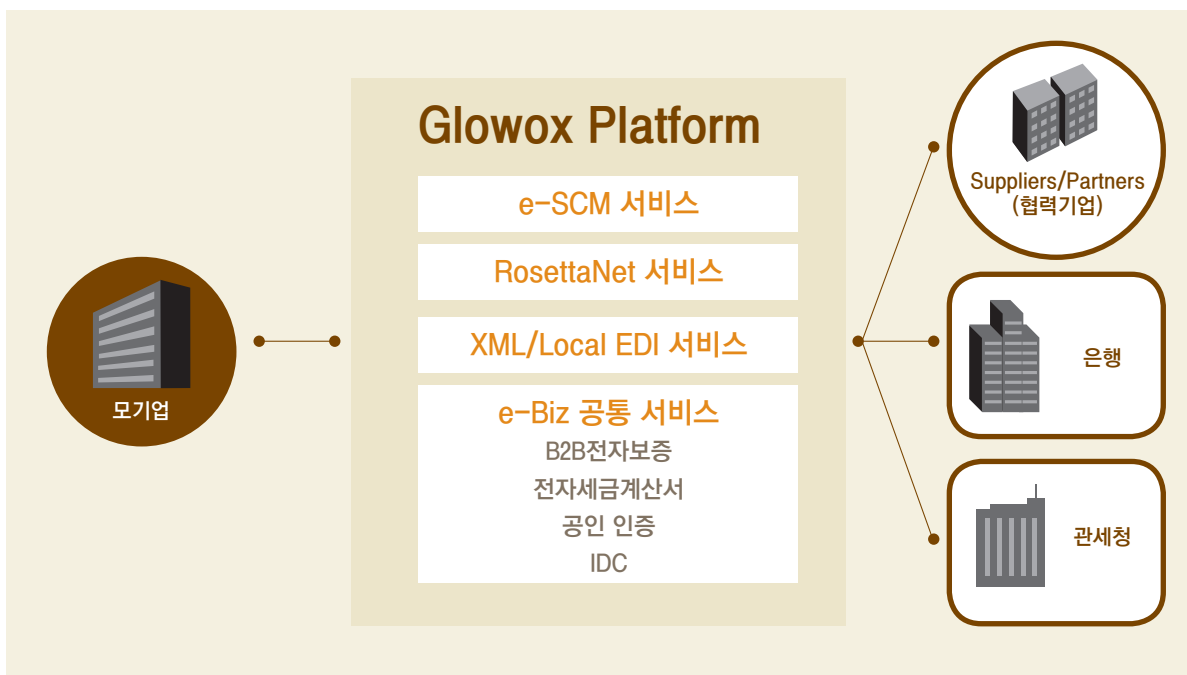 Glowox Platform
e-SCM 서비스
RosettaNet 서비스
XML/Local EDI 서비스
e-Biz 공통 서비스
B2B전자보증
전자세금계산서
공인 인증
IDC
모기업
Suppliers/Partners
(협력기업)
은행
관세청